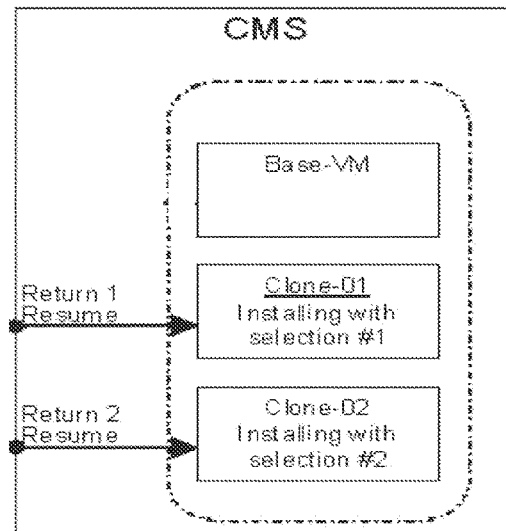 CMS
Base-VM
Return 1
Resume
Clone-01
Installing with
selection #1
Return 2
Resume
Clone-02
Installing with
selection #2